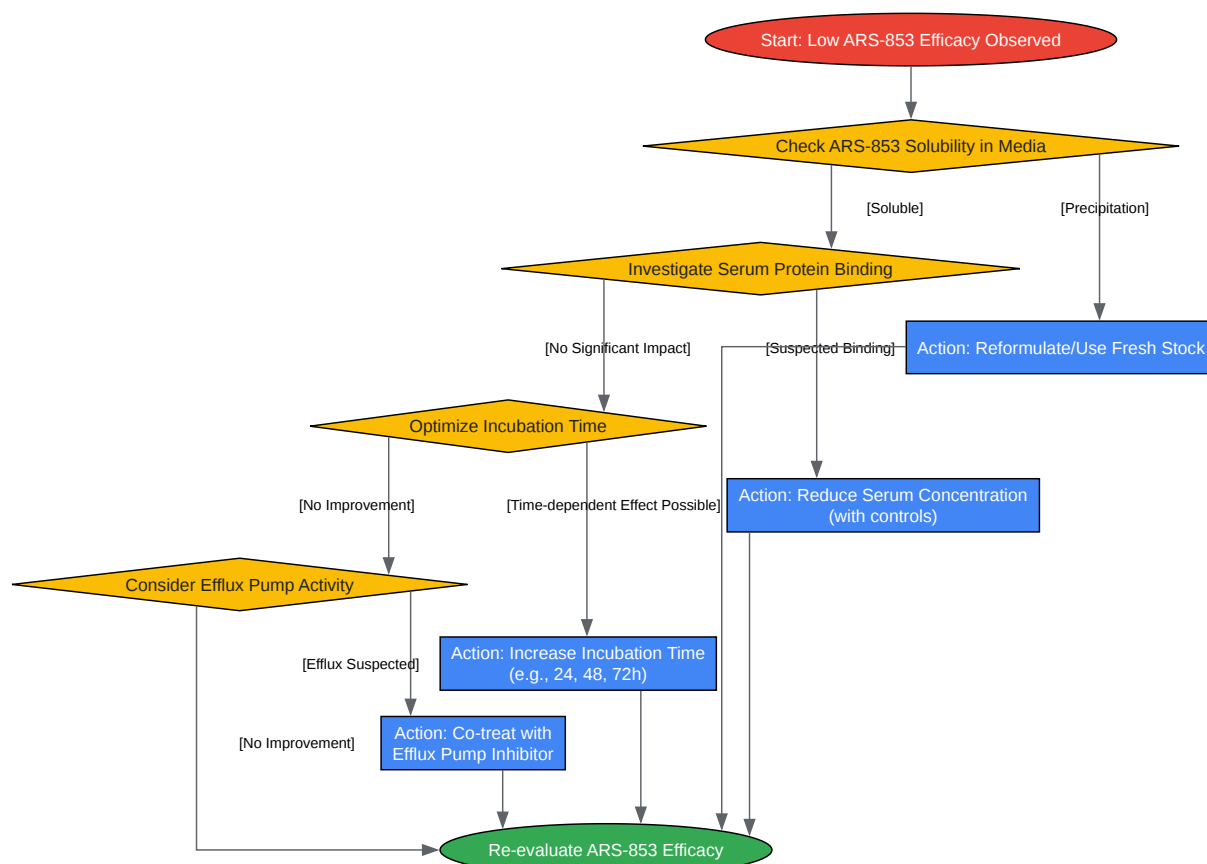 Start: Low ARS-853 Efficacy Observed
Check ARS-853 Solubility in Media
[Soluble]
[Precipitation]
Investigate Serum Protein Binding
[No Significant Impact]
[Suspected Binding]
Action: Reformulate/Use Fresh Stock
Optimize Incubation Time
[No Improvement]
[Time-dependent Effect Possible]
Action: Reduce Serum Concentration
(with controls)
Consider Efflux Pump Activity
[Efflux Suspected]
Action: Increase Incubation Time
(e.g., 24, 48, 72h)
[No Improvement]
Action: Co-treat with
Efflux Pump Inhibitor
Re-evaluate ARS-853 Efficacy